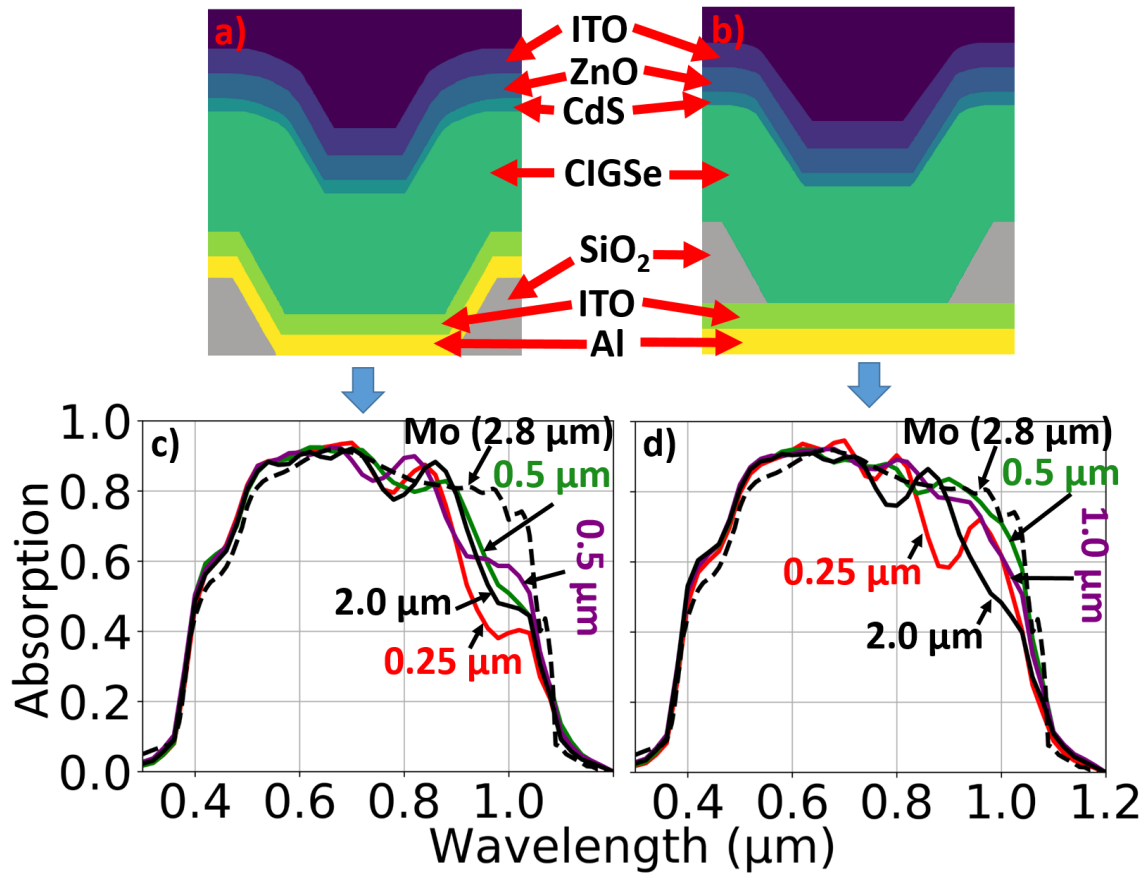 a)
ITO
b)
ZnO
CdS
CIGSe
SiO₂
ITO
Al
c)
Mo (2.8 µm)
0.5 µm
0.5 µm
2.0 µm
0.25 µm
d)
Mo (2.8 µm)
0.5 µm
1.0 µm
0.25 µm
2.0 µm
1.0
0.8
0.6
0.4
0.2
0.0
Absorption
0.4 0.6 0.8 1.0
0.4 0.6 0.8 1.0 1.2
Wavelength (µm)